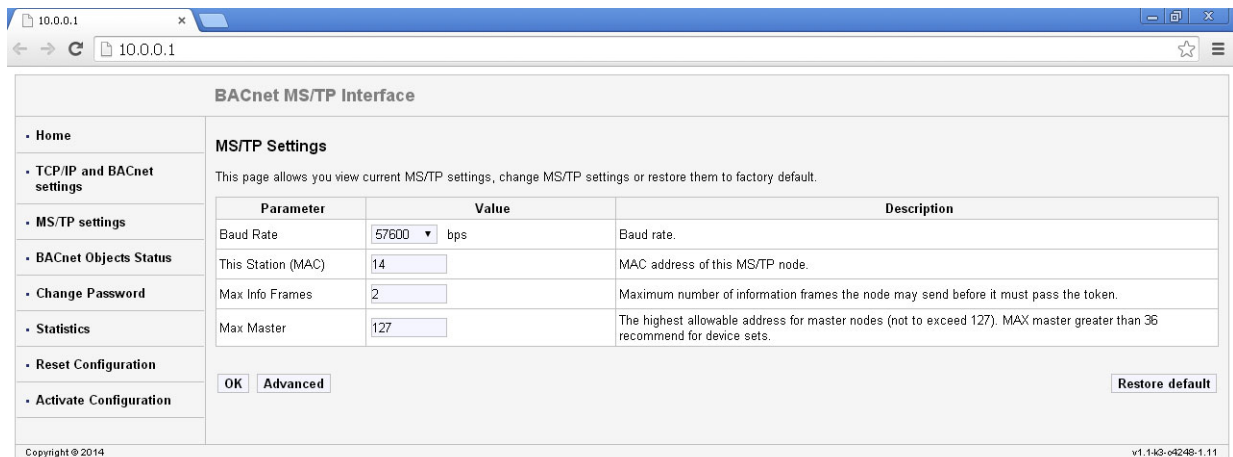 10.0.0.1
10.0.0.1
BACnet MS/TP Interface
Home
TCP/IP and BACnet
settings
MS/TP settings
BACnet Objects Status
Change Password
Statistics
Reset Configuration
Activate Configuration
MS/TP Settings
This page allows you view current MS/TP settings, change MS/TP settings or restore them to factory default.
Parameter Value Description
Baud Rate 57600 bps Baud rate.
This Station (MAC) 14 MAC address of this MS/TP node.
Max Info Frames 2 Maximum number of information frames the node may send before it must pass the token.
Max Master 127 The highest allowable address for master nodes (not to exceed 127). MAX master greater than 36
recommend for device sets.
OK Advanced Restore default
Copyright © 2014 v1.1-k3-c4248-1.11